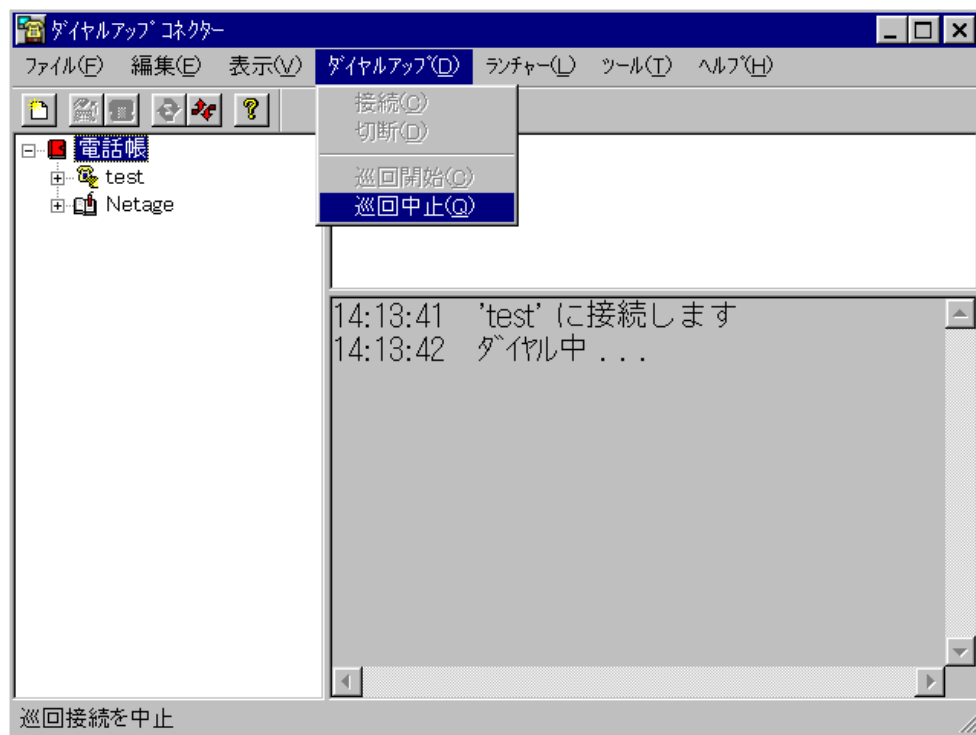 ダイヤルアップ コネクター
ファイル(F) 編集(E) 表示(V) ダイヤルアップ(D) ランチャー(L) ツール(T) ヘルプ(H)
接続(C)
切断(D)
巡回開始(G)
巡回中止(Q)
電話帳
test
Netage
14:13:41 'test' に接続します
14:13:42 ダイヤル中 . . .
巡回接続を中止